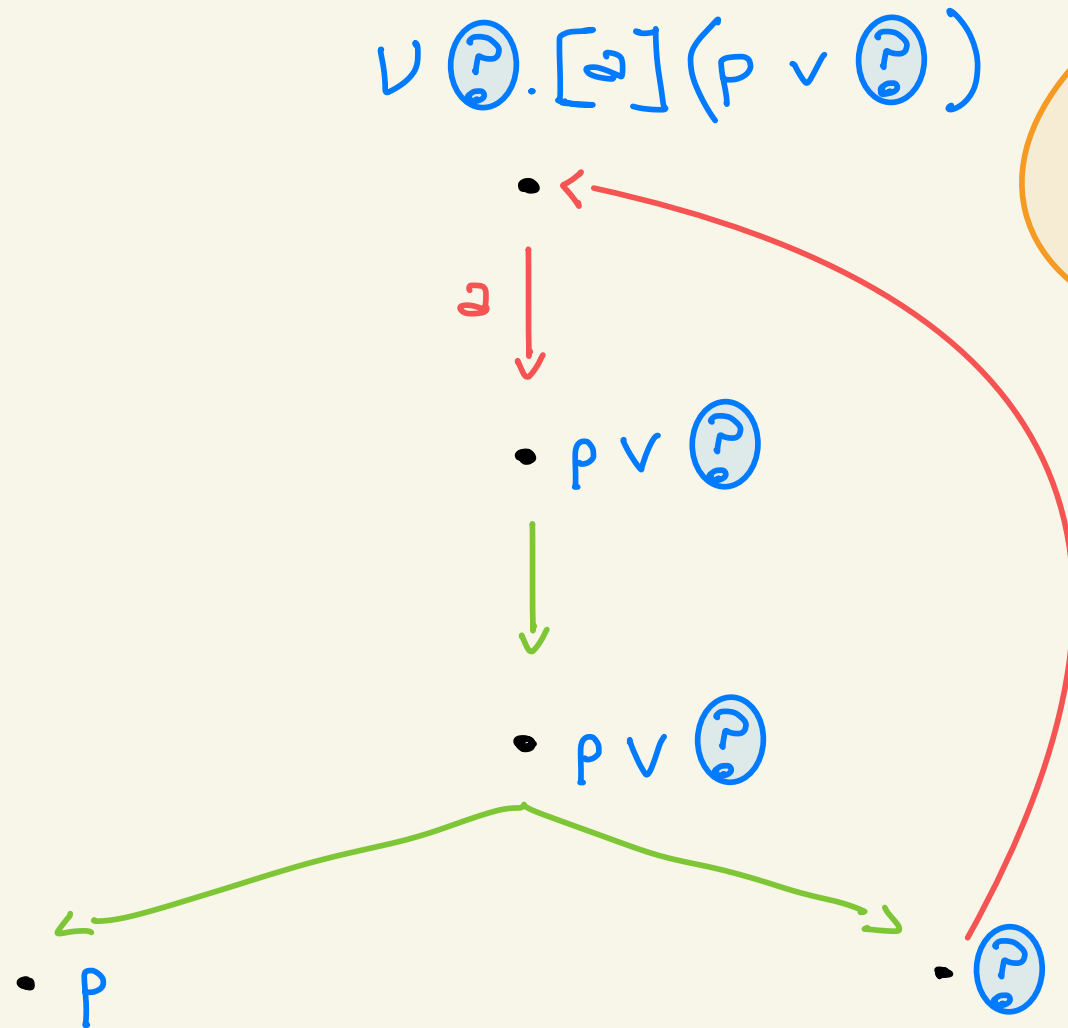 ν ?.[a](p ∨ ?)
a
p ∨ ?
p ∨ ?
p
?